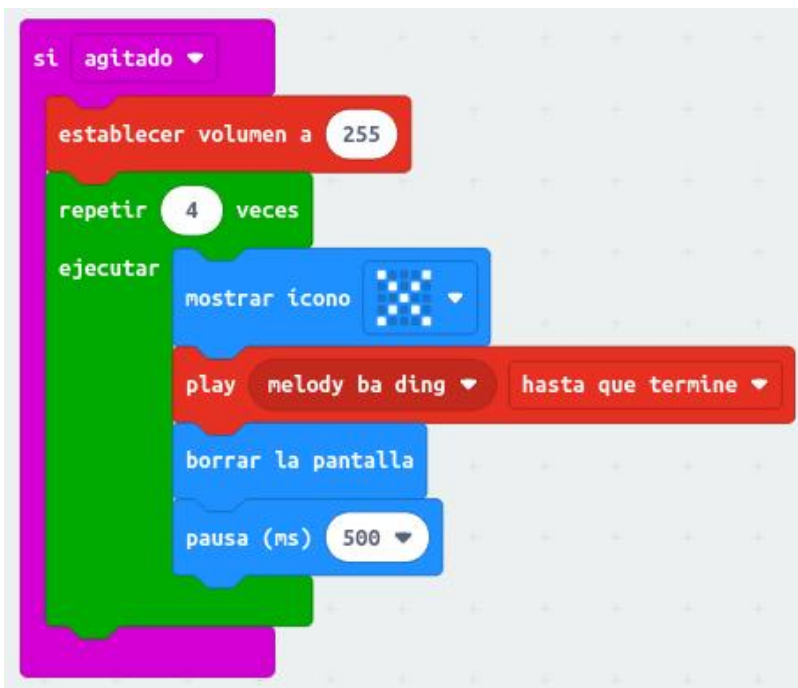 si agitado
establecer volumen a 255
repetir 4 veces
ejecutar
mostrar ícono
play melody ba ding hasta que termine
borrar la pantalla
pausa (ms) 500